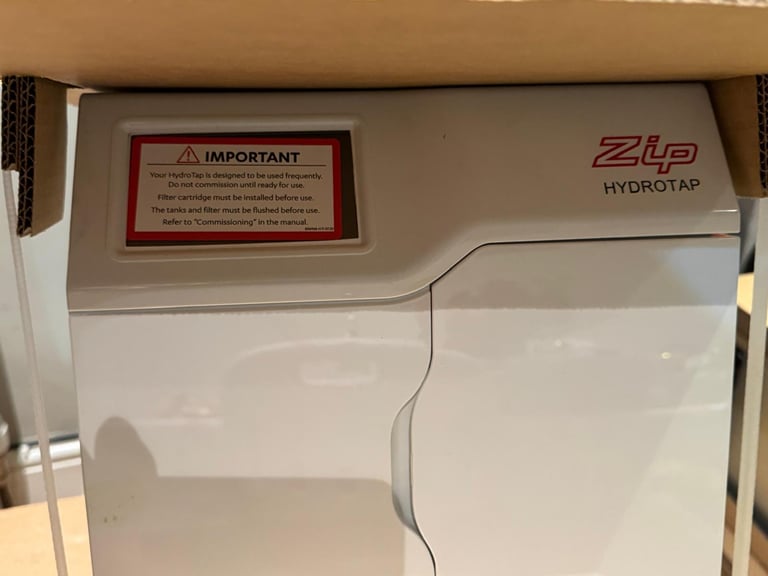 IMPORTANT
Your HydroTap is designed to be used frequently.
Do not commission until ready for use.
Filter cartridge must be installed before use.
The tanks and filter must be flushed before use.
Refer to "Commissioning" in the manual.
Zip
HYDROTAP